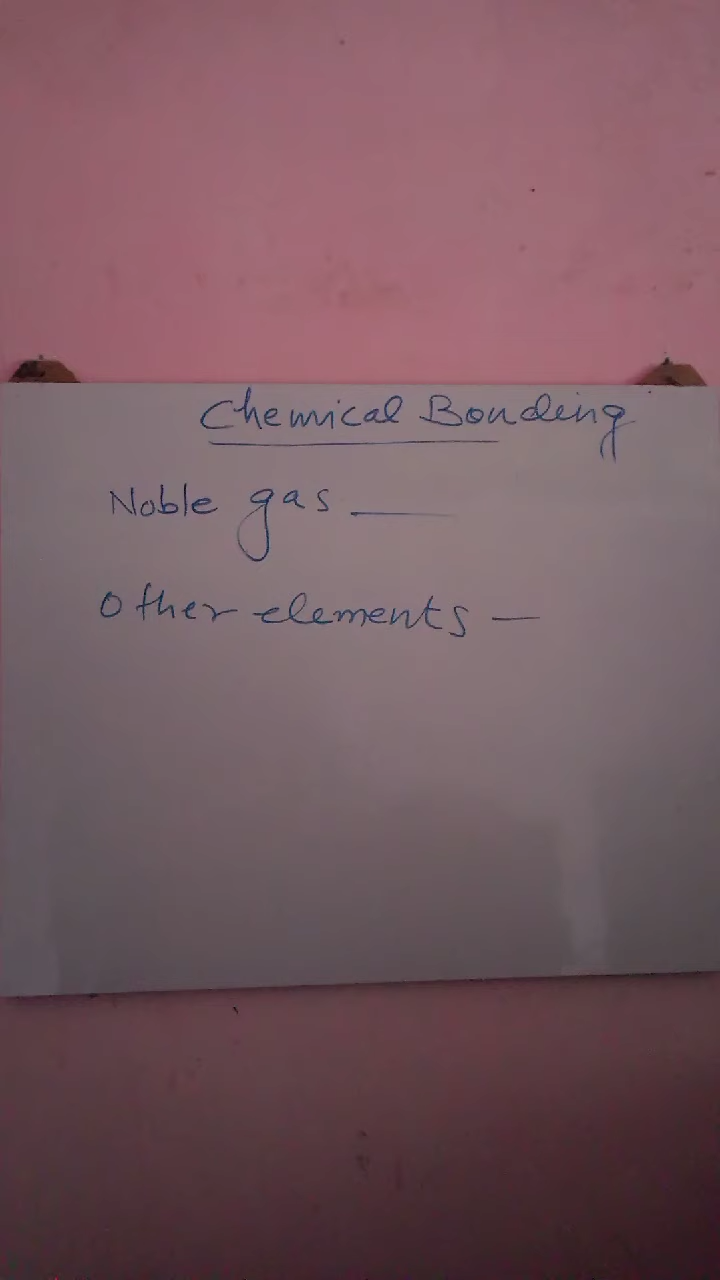 Chemical Bonding
Noble gas —
Other elements —